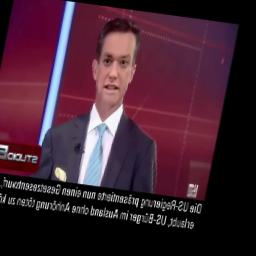 STUDIO B
Die US-Regierung präsentierte nun einen Gesetzesentwurf,
erlaubt, US-Bürger im Ausland ohne Anhörung töten zu